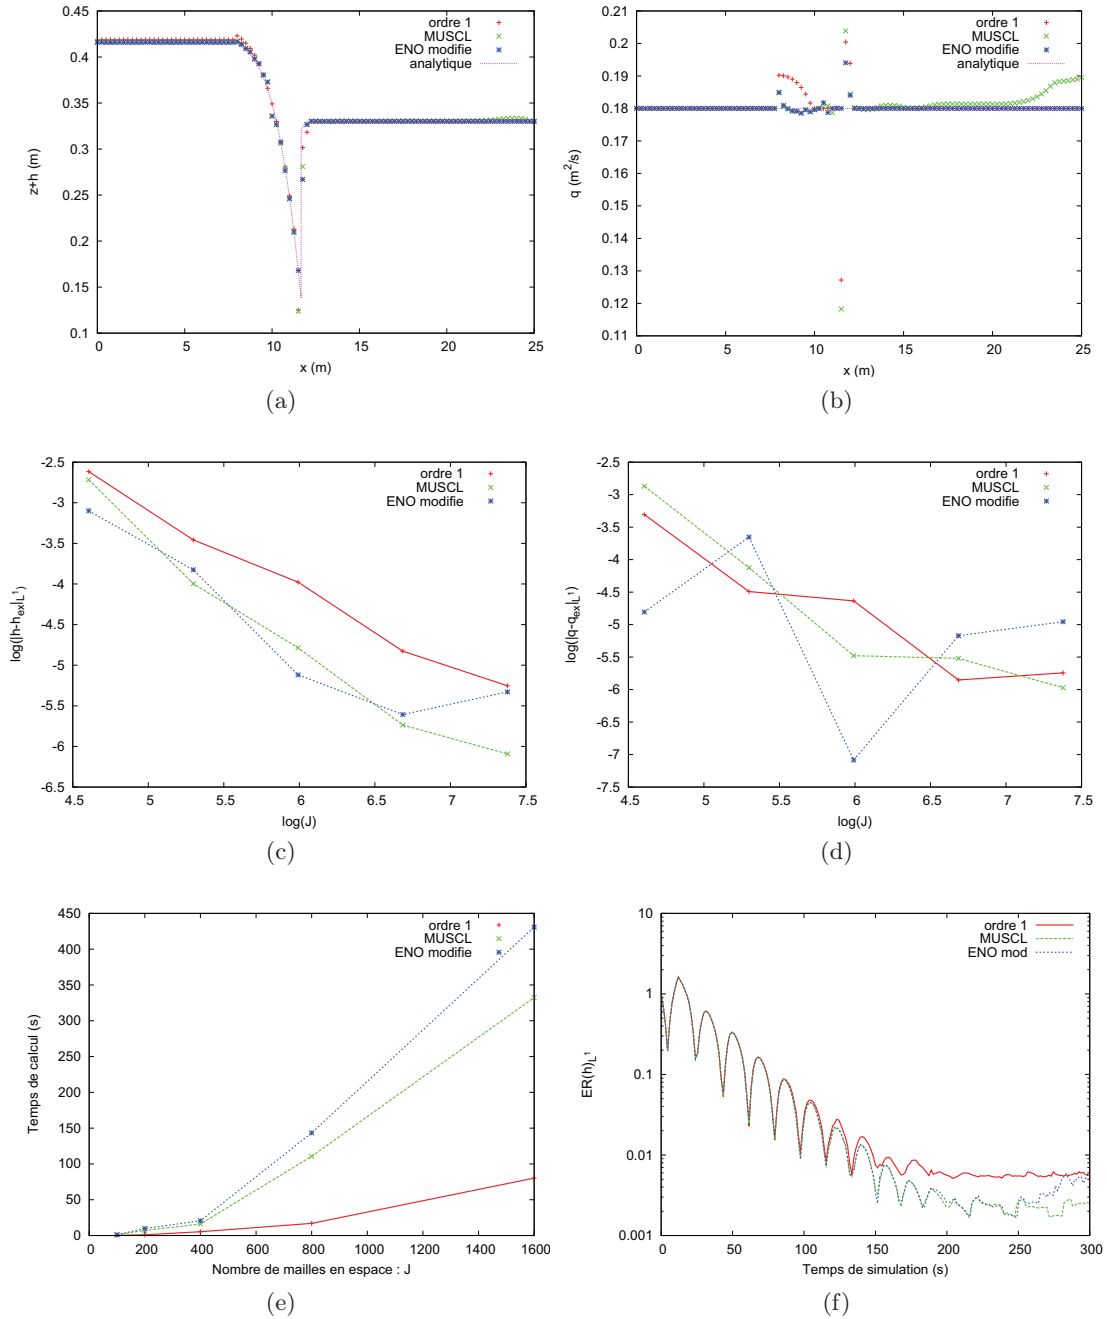 0.45
0.4
0.35
0.3
0.25
0.2
0.15
0.1
0 5 10 15 20 25
z+h (m)
x (m)
ordre 1
MUSCL
ENO modifie
analytique
(a)
0.21
0.2
0.19
0.18
0.17
0.16
0.15
0.14
0.13
0.12
0.11
0 5 10 15 20 25
q (m²/s)
x (m)
ordre 1
MUSCL
ENO modifie
analytique
(b)
-2.5
-3
-3.5
-4
-4.5
-5
-5.5
-6
-6.5
4.5 5 5.5 6 6.5 7 7.5
log(|h-h_ex|_L¹)
log(J)
ordre 1
MUSCL
ENO modifie
(c)
-2.5
-3
-3.5
-4
-4.5
-5
-5.5
-6
-6.5
-7
-7.5
4.5 5 5.5 6 6.5 7 7.5
log(|q-q_ex|_L¹)
log(J)
ordre 1
MUSCL
ENO modifie
(d)
450
400
350
300
250
200
150
100
50
0
0 200 400 600 800 1000 1200 1400 1600
Temps de calcul (s)
Nombre de mailles en espace : J
ordre 1
MUSCL
ENO modifie
(e)
10
1
0.1
0.01
0.001
0 50 100 150 200 250 300
ER(h)_L¹
Temps de simulation (s)
ordre 1
MUSCL
ENO mod
(f)